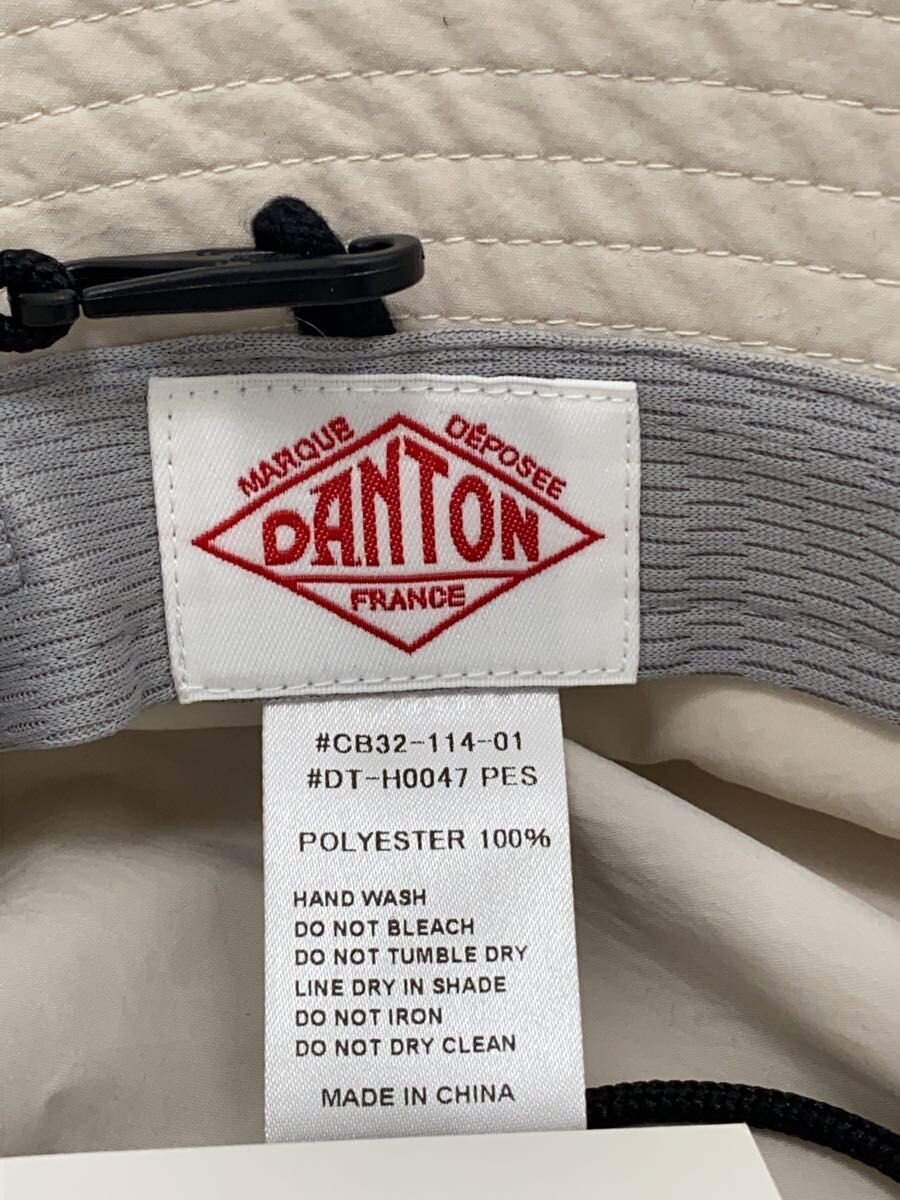 MARQUE DÉPOSEE
DANTON
FRANCE
#CB32-114-01
#DT-H0047 PES
POLYESTER 100%
HAND WASH
DO NOT BLEACH
DO NOT TUMBLE DRY
LINE DRY IN SHADE
DO NOT IRON
DO NOT DRY CLEAN
MADE IN CHINA